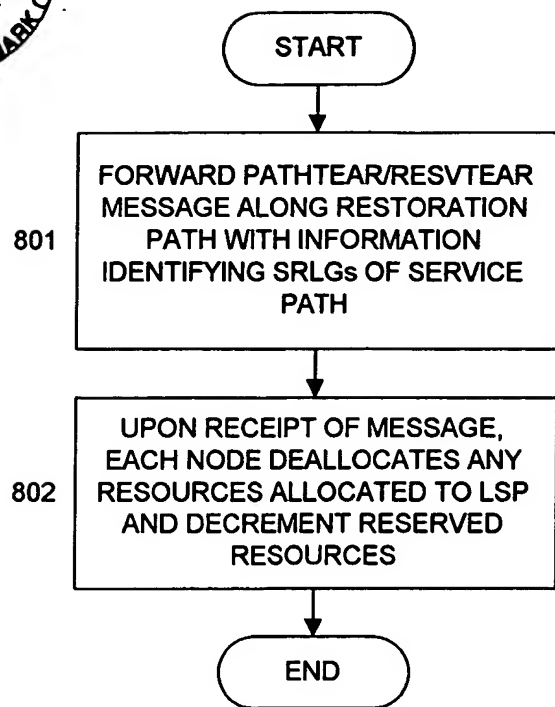 START
801
FORWARD PATHTEAR/RESVTEAR
MESSAGE ALONG RESTORATION
PATH WITH INFORMATION
IDENTIFYING SRLGs OF SERVICE
PATH
802
UPON RECEIPT OF MESSAGE,
EACH NODE DEALLOCATES ANY
RESOURCES ALLOCATED TO LSP
AND DECREMENT RESERVED
RESOURCES
END